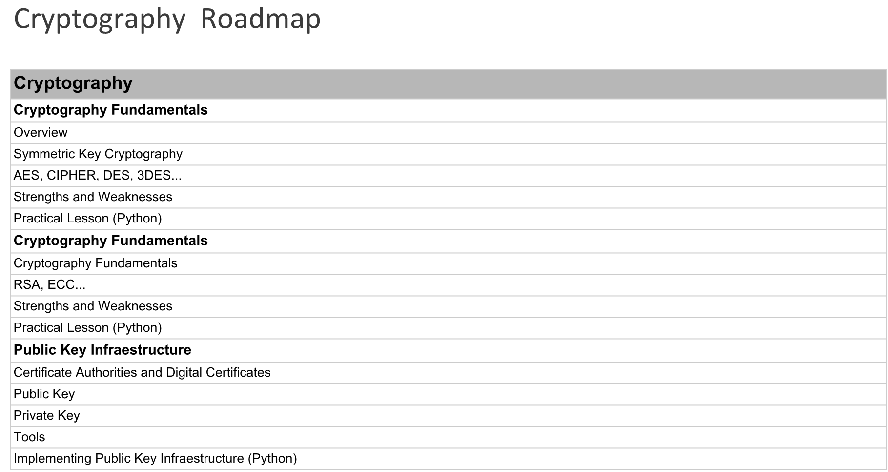 Cryptography Roadmap
Cryptography
Cryptography Fundamentals
Overview
Symmetric Key Cryptography
AES, CIPHER, DES, 3DES...
Strengths and Weaknesses
Practical Lesson (Python)
Cryptography Fundamentals
Cryptography Fundamentals
RSA, ECC...
Strengths and Weaknesses
Practical Lesson (Python)
Public Key Infraestructure
Certificate Authorities and Digital Certificates
Public Key
Private Key
Tools
Implementing Public Key Infraestructure (Python)